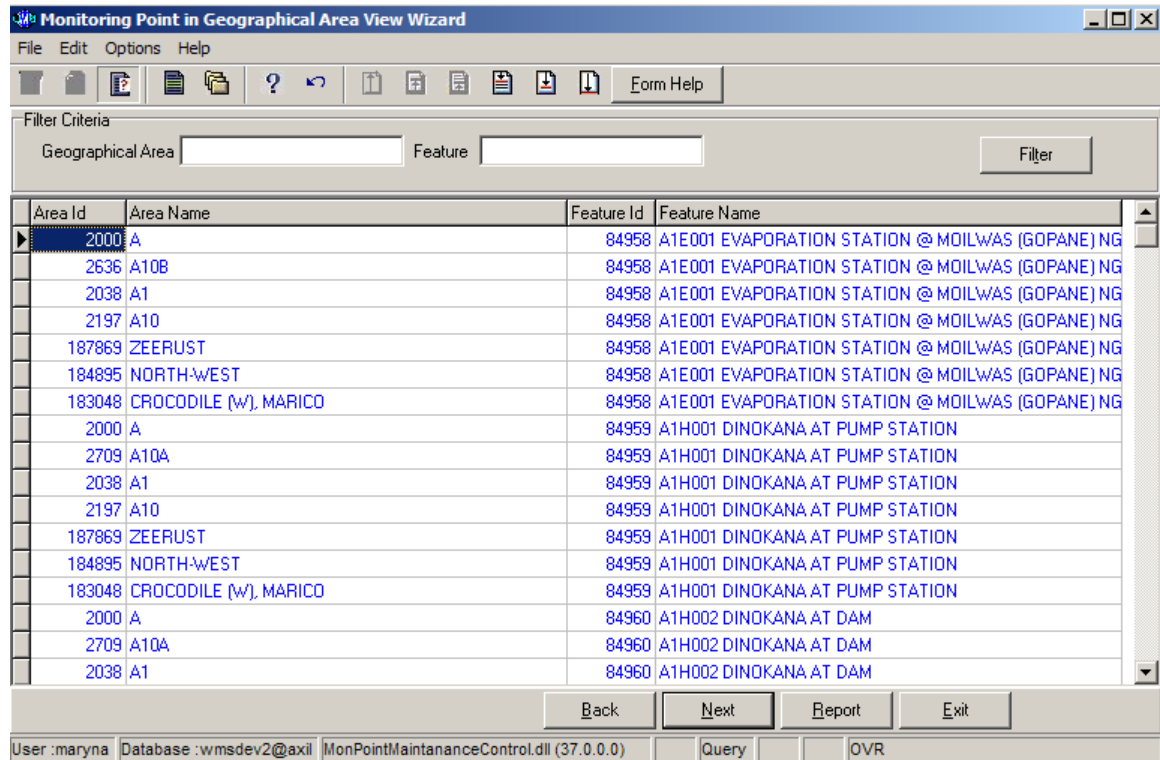 Monitoring Point in Geographical Area View Wizard
File Edit Options Help
? Form Help
Filter Criteria
Geographical Area Feature Filter
Area Id Area Name Feature Id Feature Name
2000 A 84958 A1E001 EVAPORATION STATION @ MOILWAS (GOPANE) NG
2636 A10B 84958 A1E001 EVAPORATION STATION @ MOILWAS (GOPANE) NG
2038 A1 84958 A1E001 EVAPORATION STATION @ MOILWAS (GOPANE) NG
2197 A10 84958 A1E001 EVAPORATION STATION @ MOILWAS (GOPANE) NG
187869 ZEERUST 84958 A1E001 EVAPORATION STATION @ MOILWAS (GOPANE) NG
184895 NORTH-WEST 84958 A1E001 EVAPORATION STATION @ MOILWAS (GOPANE) NG
183048 CROCODILE (W), MARICO 84958 A1E001 EVAPORATION STATION @ MOILWAS (GOPANE) NG
2000 A 84959 A1H001 DINOKANA AT PUMP STATION
2709 A10A 84959 A1H001 DINOKANA AT PUMP STATION
2038 A1 84959 A1H001 DINOKANA AT PUMP STATION
2197 A10 84959 A1H001 DINOKANA AT PUMP STATION
187869 ZEERUST 84959 A1H001 DINOKANA AT PUMP STATION
184895 NORTH-WEST 84959 A1H001 DINOKANA AT PUMP STATION
183048 CROCODILE (W), MARICO 84959 A1H001 DINOKANA AT PUMP STATION
2000 A 84960 A1H002 DINOKANA AT DAM
2709 A10A 84960 A1H002 DINOKANA AT DAM
2038 A1 84960 A1H002 DINOKANA AT DAM
Back Next Report Exit
User :maryna Database :wmsdev2@axil MonPointMaintananceControl.dll (37.0.0.0) Query OVR